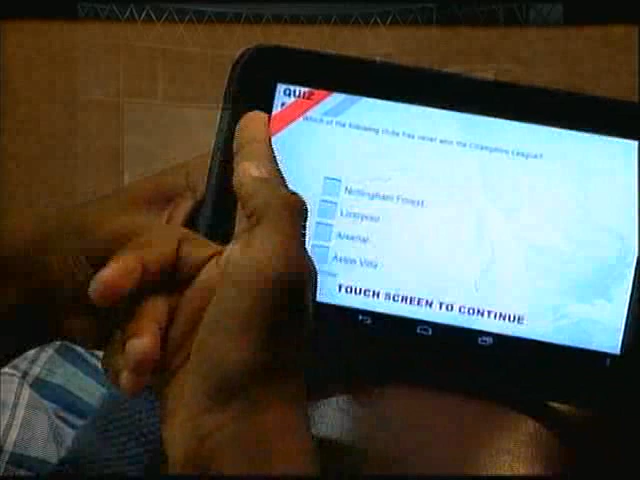 QUIZ
Which of the following clubs has never won the Champions League?
Nottingham Forest
Liverpool
Arsenal
Aston Villa
TOUCH SCREEN TO CONTINUE